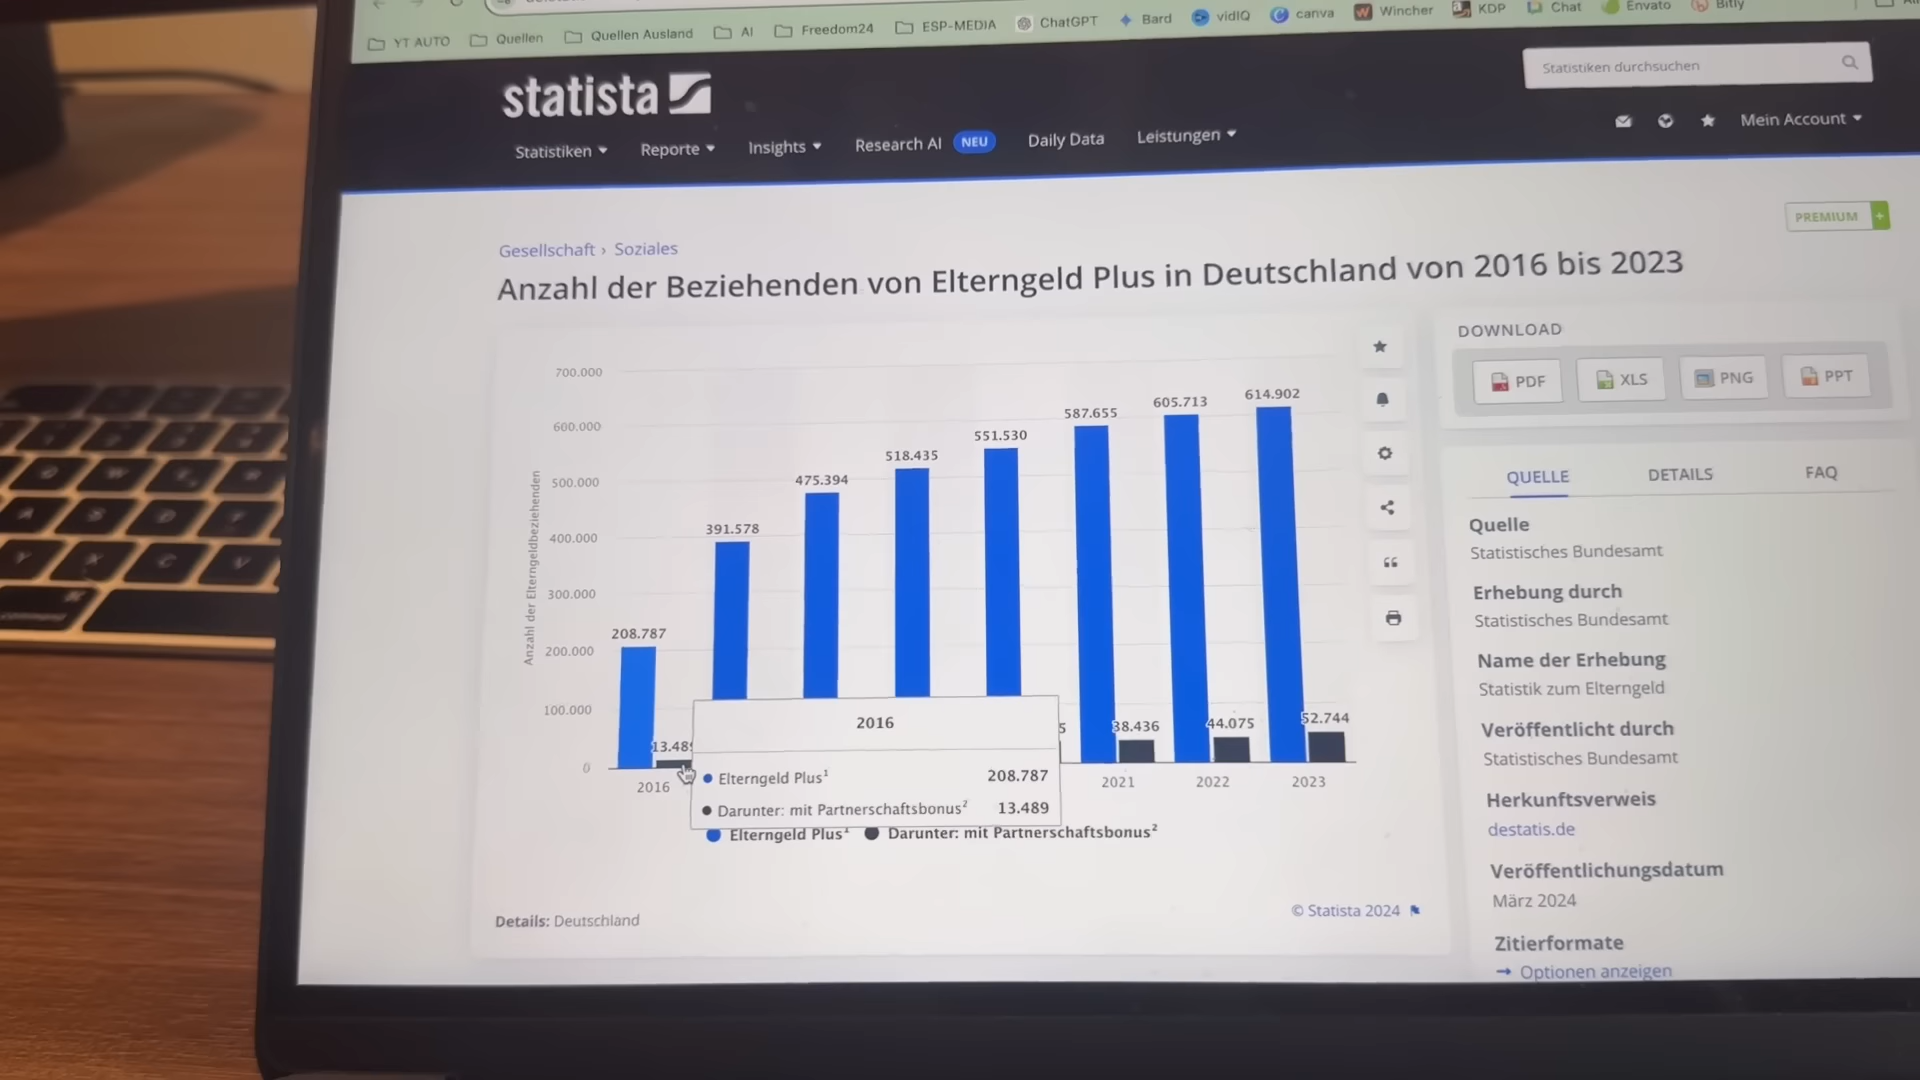 YT AUTO
Quellen
Quellen Ausland
AI
Freedom24
ESP-MEDIA
ChatGPT
Bard
vidIQ
canva
Wincher
KDP
Chat
Envato
Bitly
statista
Statistiken durchsuchen
Statistiken
Reporte
Insights
Research AI
NEU
Daily Data
Leistungen
Mein Account
PREMIUM +
Gesellschaft › Soziales
Anzahl der Beziehenden von Elterngeld Plus in Deutschland von 2016 bis 2023
Anzahl der Elterngeldbeziehenden
700.000
600.000
500.000
400.000
300.000
200.000
100.000
0
208.787
391.578
475.394
518.435
551.530
587.655
605.713
614.902
13.489
5
38.436
44.075
52.744
2016
2021
2022
2023
2016
Elterngeld Plus¹ 208.787
Darunter: mit Partnerschaftsbonus² 13.489
Elterngeld Plus¹
Darunter: mit Partnerschaftsbonus²
Details: Deutschland
© Statista 2024
DOWNLOAD
PDF
XLS
PNG
PPT
QUELLE
DETAILS
FAQ
Quelle
Statistisches Bundesamt
Erhebung durch
Statistisches Bundesamt
Name der Erhebung
Statistik zum Elterngeld
Veröffentlicht durch
Statistisches Bundesamt
Herkunftsverweis
destatis.de
Veröffentlichungsdatum
März 2024
Zitierformate
→ Optionen anzeigen
command